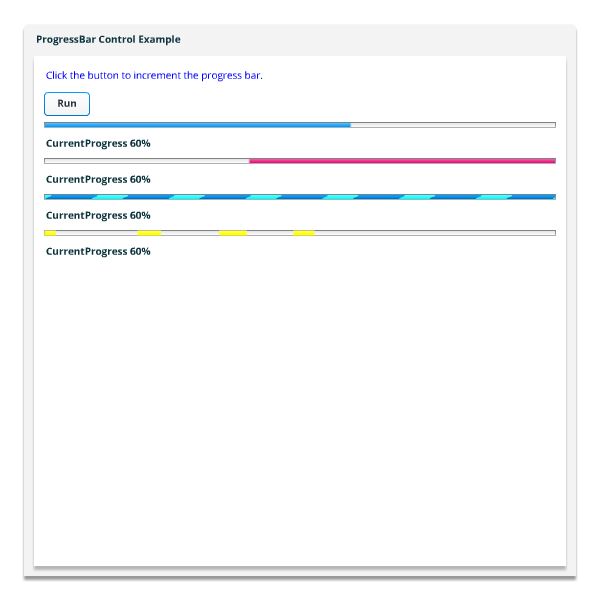 ProgressBar Control Example
Click the button to increment the progress bar.
Run
CurrentProgress 60%
CurrentProgress 60%
CurrentProgress 60%
CurrentProgress 60%